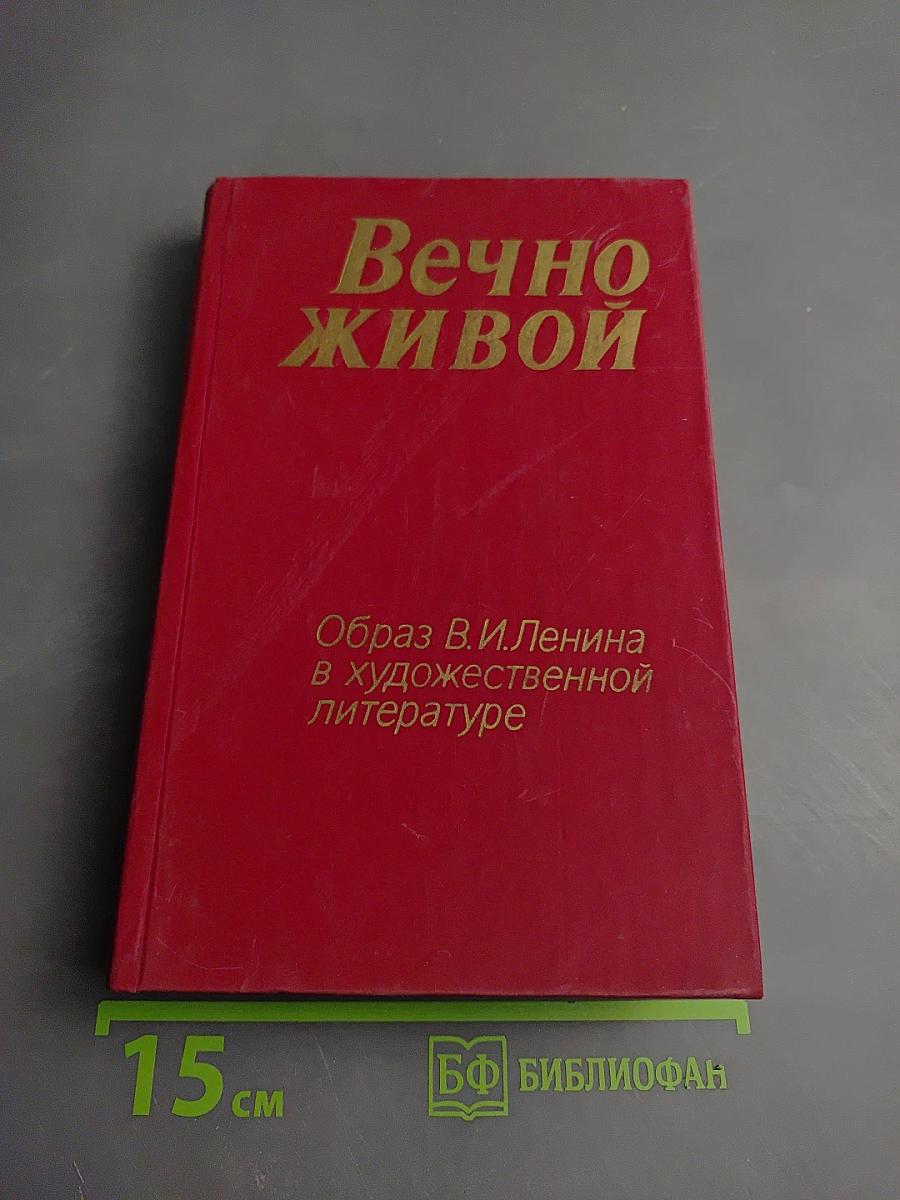 Вечно
живой
Образ В.И.Ленина
в художественной
литературе
15 см
БФ БИБЛИОФАН